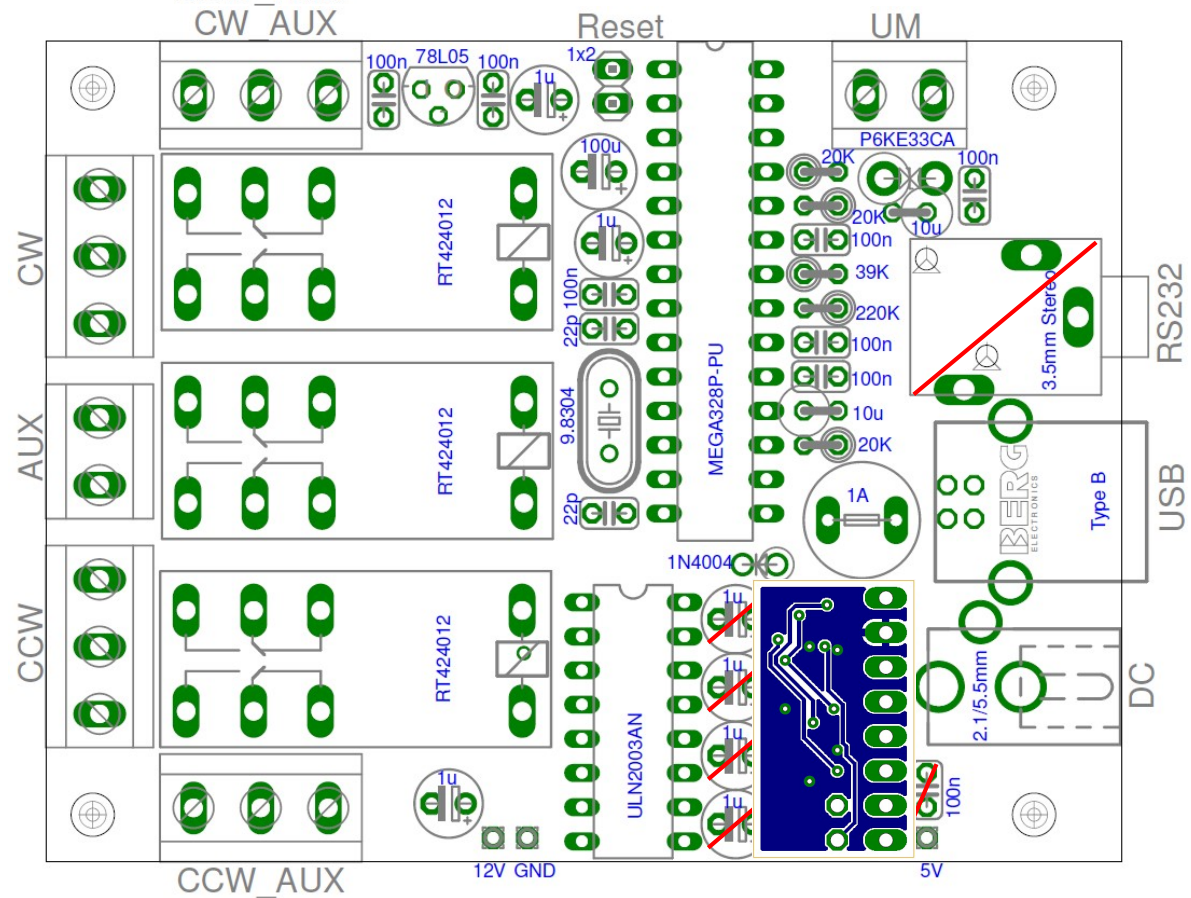 CW_AUX
Reset
UM
100n
78L05
100n
1u
1x2
P6KE33CA
100u
20K
100n
CW
RT424012
1u
20K
10u
100n
100n
39K
22p
220K
3.5mm Stereo
RS232
100n
MEGA328P-PU
100n
AUX
RT424012
9.8304
10u
20K
BERG
ELECTRONICS
Type B
USB
22p
1A
1N4004
CCW
RT424012
1u
1u
1u
1u
ULN2003AN
2.1/5.5mm
DC
1u
100n
12V GND
5V
CCW_AUX